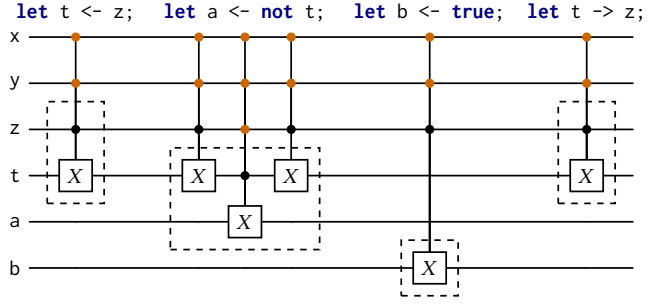 let t <- z; let a <- not t; let b <- true; let t -> z;
x
y
z
t X X X X
a X
b X